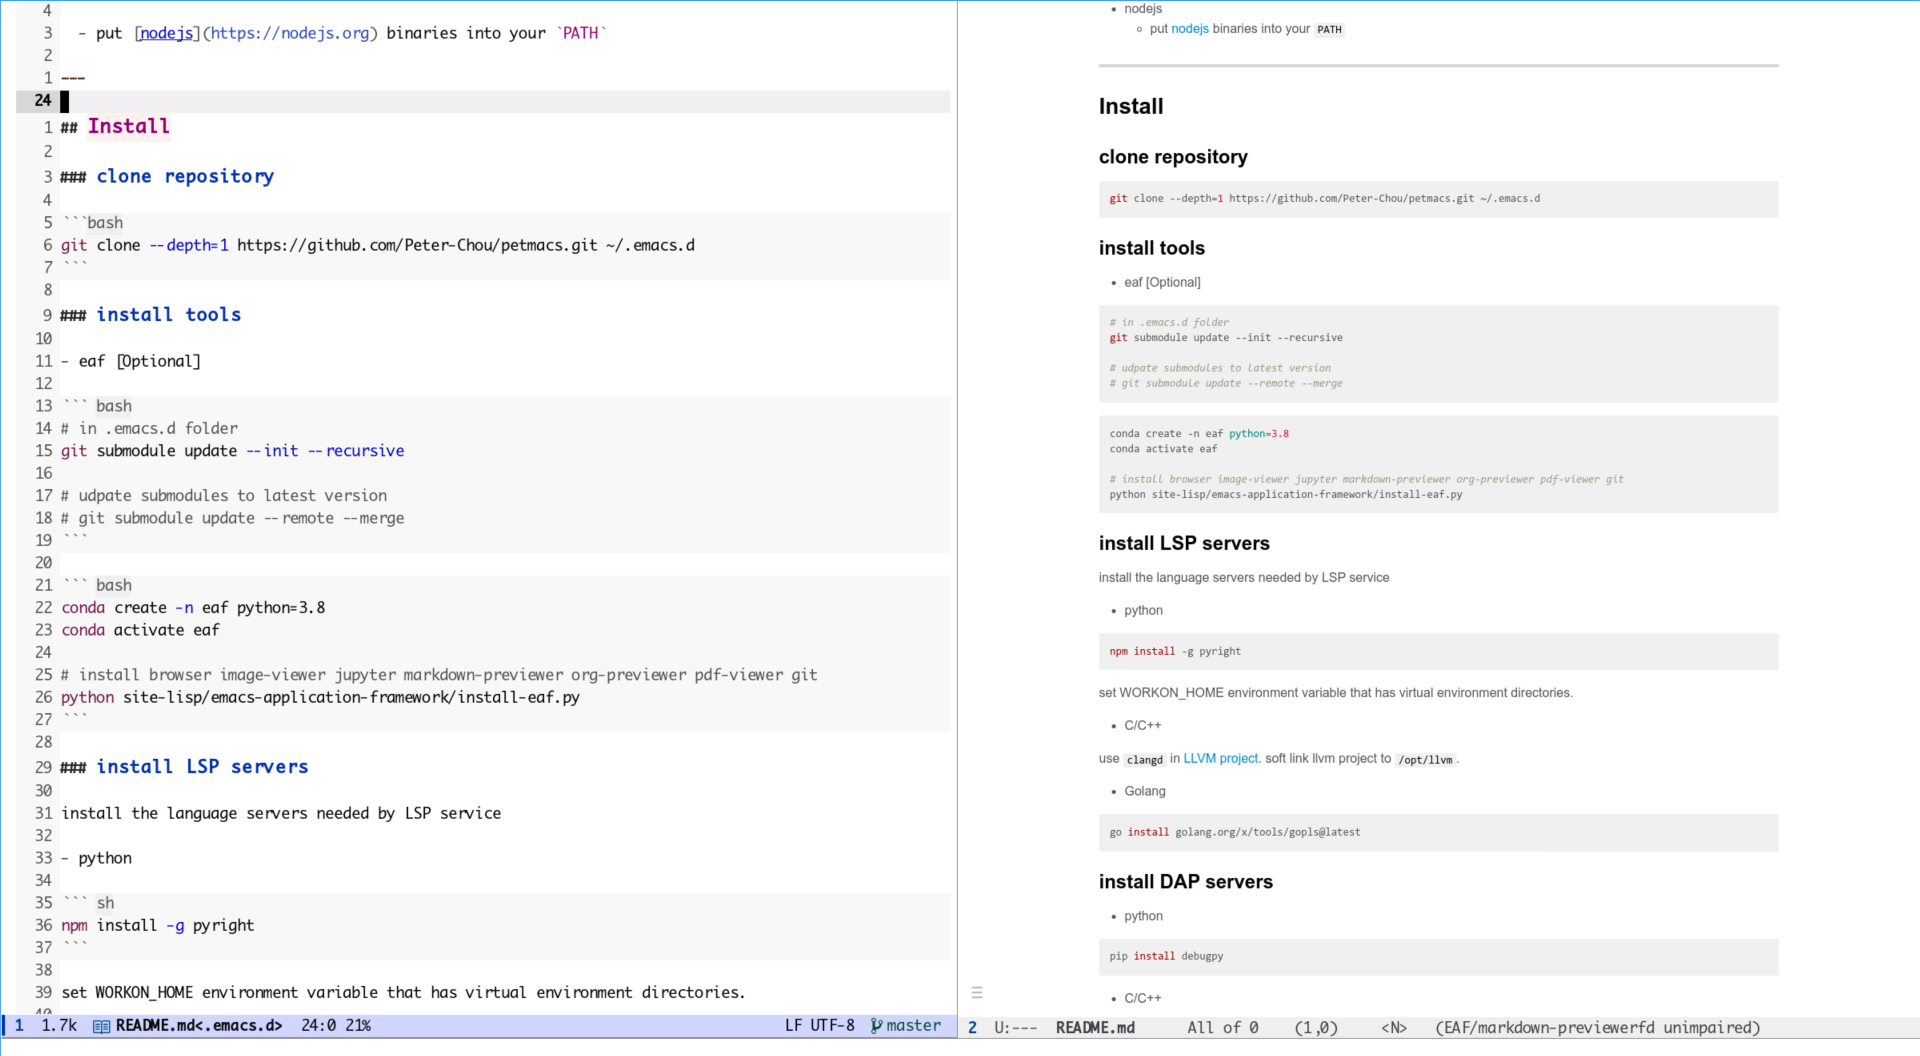 4
3   - put [nodejs](https://nodejs.org) binaries into your `PATH`
2
1 ---
24
1 ## Install
2
3 ### clone repository
4
5 ```bash
6 git clone --depth=1 https://github.com/Peter-Chou/petmacs.git ~/.emacs.d
7 ```
8
9 ### install tools
10
11 - eaf [Optional]
12
13 ``` bash
14 # in .emacs.d folder
15 git submodule update --init --recursive
16
17 # udpate submodules to latest version
18 # git submodule update --remote --merge
19 ```
20
21 ``` bash
22 conda create -n eaf python=3.8
23 conda activate eaf
24
25 # install browser image-viewer jupyter markdown-previewer org-previewer pdf-viewer git
26 python site-lisp/emacs-application-framework/install-eaf.py
27 ```
28
29 ### install LSP servers
30
31 install the language servers needed by LSP service
32
33 - python
34
35 ``` sh
36 npm install -g pyright
37 ```
38
39 set WORKON_HOME environment variable that has virtual environment directories.
40
1 1.7k README.md<.emacs.d> 24:0 21% LF UTF-8 master
• nodejs
◦ put nodejs binaries into your PATH
Install
clone repository
git clone --depth=1 https://github.com/Peter-Chou/petmacs.git ~/.emacs.d
install tools
• eaf [Optional]
# in .emacs.d folder
git submodule update --init --recursive
# udpate submodules to latest version
# git submodule update --remote --merge
conda create -n eaf python=3.8
conda activate eaf
# install browser image-viewer jupyter markdown-previewer org-previewer pdf-viewer git
python site-lisp/emacs-application-framework/install-eaf.py
install LSP servers
install the language servers needed by LSP service
• python
npm install -g pyright
set WORKON_HOME environment variable that has virtual environment directories.
• C/C++
use clangd in LLVM project. soft link llvm project to /opt/llvm .
• Golang
go install golang.org/x/tools/gopls@latest
install DAP servers
• python
pip install debugpy
• C/C++
2 U:--- README.md All of 0 (1,0) <N> (EAF/markdown-previewerfd unimpaired)